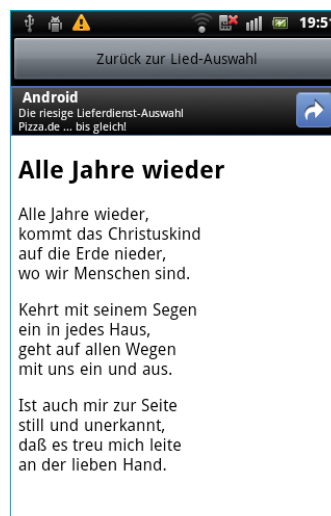 19:51
Zurück zur Lied-Auswahl
Android
Die riesige Lieferdienst-Auswahl
Pizza.de ... bis gleich!
Alle Jahre wieder
Alle Jahre wieder,
kommt das Christuskind
auf die Erde nieder,
wo wir Menschen sind.
Kehrt mit seinem Segen
ein in jedes Haus,
geht auf allen Wegen
mit uns ein und aus.
Ist auch mir zur Seite
still und unerkannt,
daß es treu mich leite
an der lieben Hand.